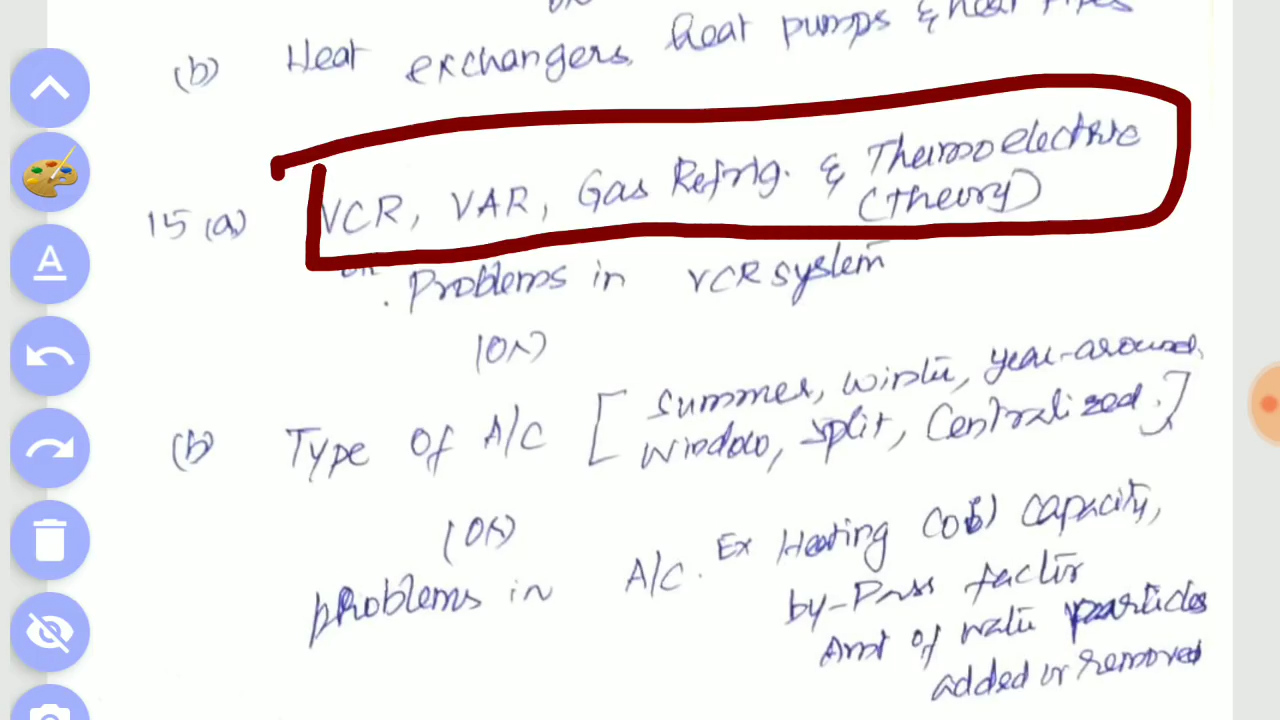 (b) Heat exchangers, heat pumps & heat pipes
15 (a) VCR, VAR, Gas Refrig. & Thermoelectric
(theory)
or
Problems in VCR system
(OR)
(b) Type of A/C [ Summer, winter, year-around,
window, split, Centralized. ]
(OR)
problems in A/C. Ex Heating coil capacity,
by-Pass factor
Amt of water particles
added or removed
A